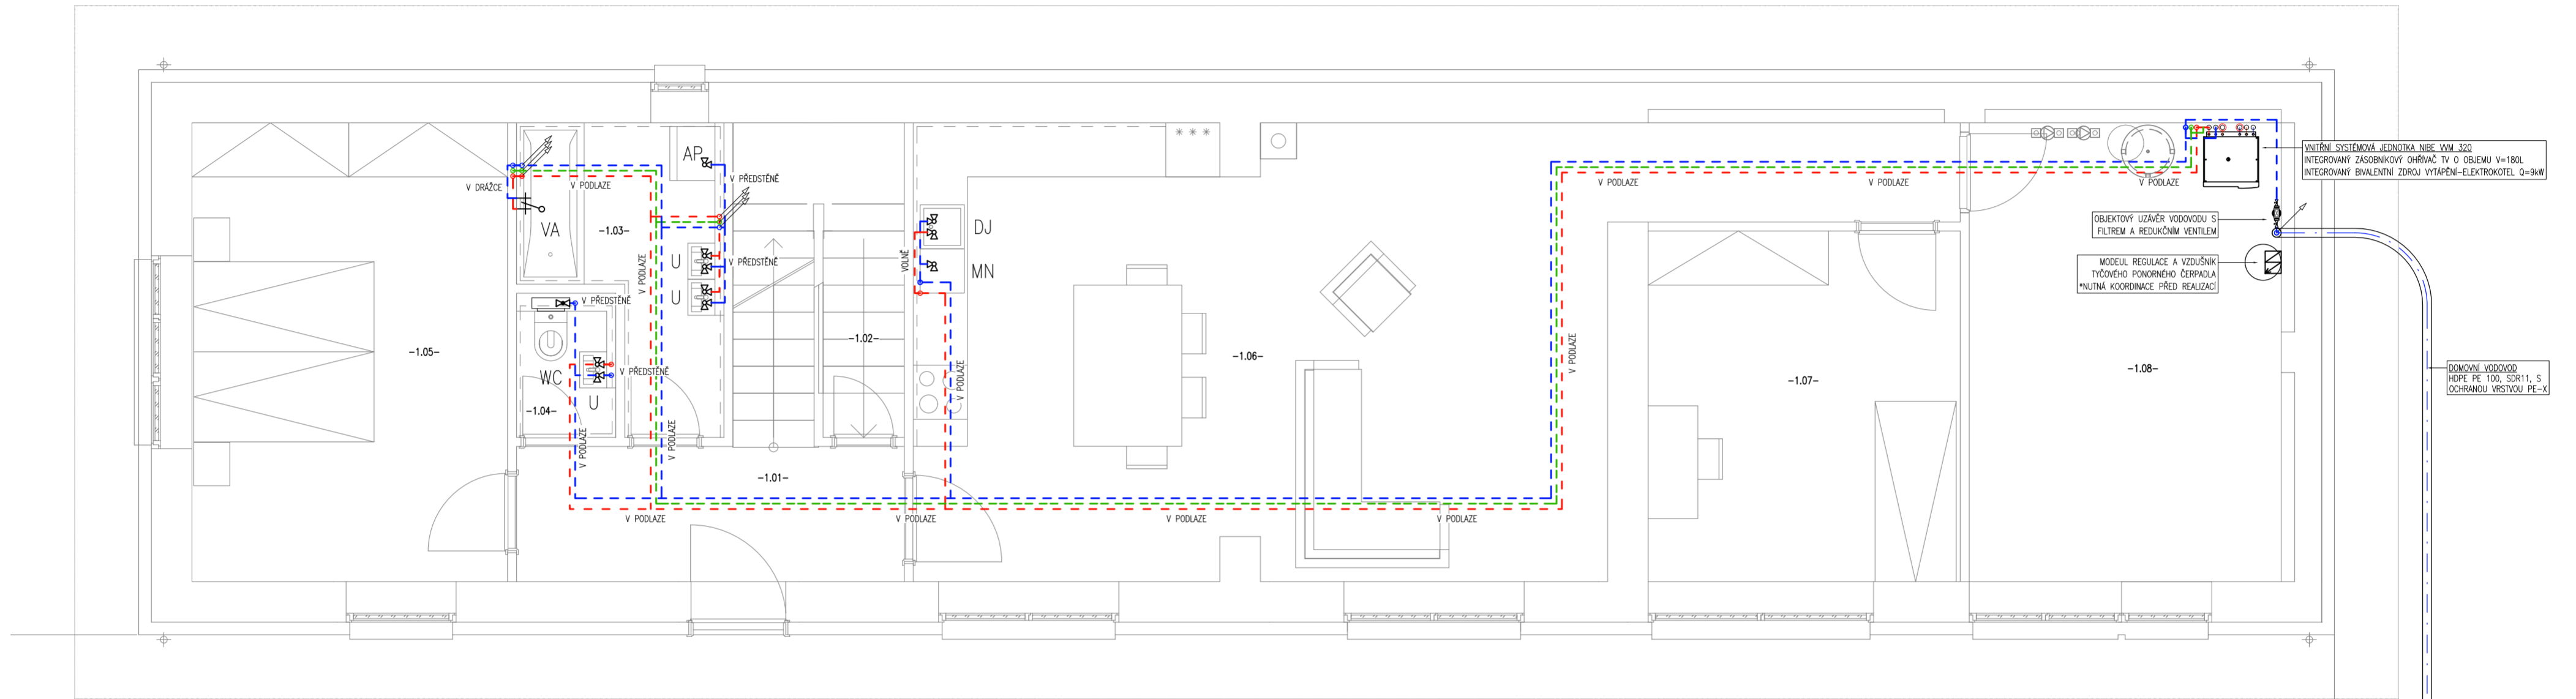 VNITŘNÍ SYSTÉMOVÁ JEDNOTKA NIBE VVM 320
INTEGROVANÝ ZÁSOBNÍKOVÝ OHŘÍVAČ TV O OBJEMU V=180L
INTEGROVANÝ BIVALENTNÍ ZDROJ VYTÁPĚNÍ-ELEKTROKOTEL Q=9kW
OBJEKTOVÝ UZÁVĚR VODOVODU S
FILTREM A REDUKČNÍM VENTILEM
MODEUL REGULACE A VZDUŠNÍK
TYČOVÉHO PONORNÉHO ČERPADLA
*NUTNÁ KOORDINACE PŘED REALIZACÍ
DOMOVNÍ VODOVOD
HDPE PE 100, SDR11, S
OCHRANOU VRSTVOU PE-X
AP
V PŘEDSTĚNĚ
V DRÁŽCE
V PODLAZE
V PODLAZE
V PODLAZE
V PODLAZE
VA
-1.03-
DJ
U
V PŘEDSTĚNĚ
VOLNĚ
MN
V PODLAZE
U
V PŘEDSTĚNĚ
-1.02-
-1.05-
-1.06-
V PODLAZE
WC
V PŘEDSTĚNĚ
V PODLAZE
-1.07-
-1.08-
U
-1.04-
V PODLAZE
V PODLAZE
-1.01-
V PODLAZE
V PODLAZE
V PODLAZE
V PODLAZE